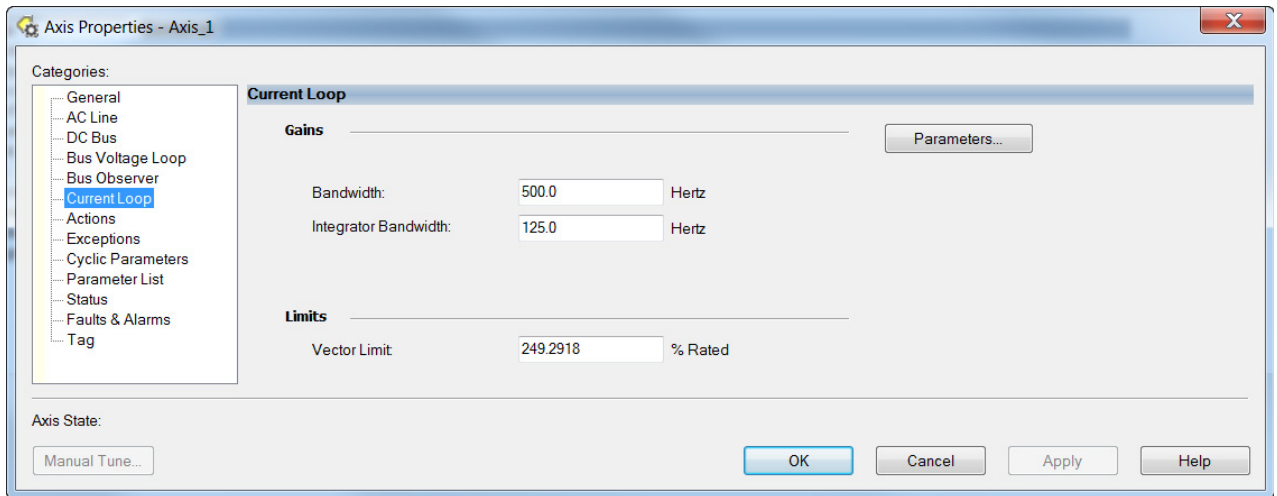 Axis Properties - Axis_1
X
Categories:
General
AC Line
DC Bus
Bus Voltage Loop
Bus Observer
Current Loop
Actions
Exceptions
Cyclic Parameters
Parameter List
Status
Faults & Alarms
Tag
Current Loop
Gains
Parameters...
Bandwidth: 500.0 Hertz
Integrator Bandwidth: 125.0 Hertz
Limits
Vector Limit: 249.2918 % Rated
Axis State:
Manual Tune... OK Cancel Apply Help